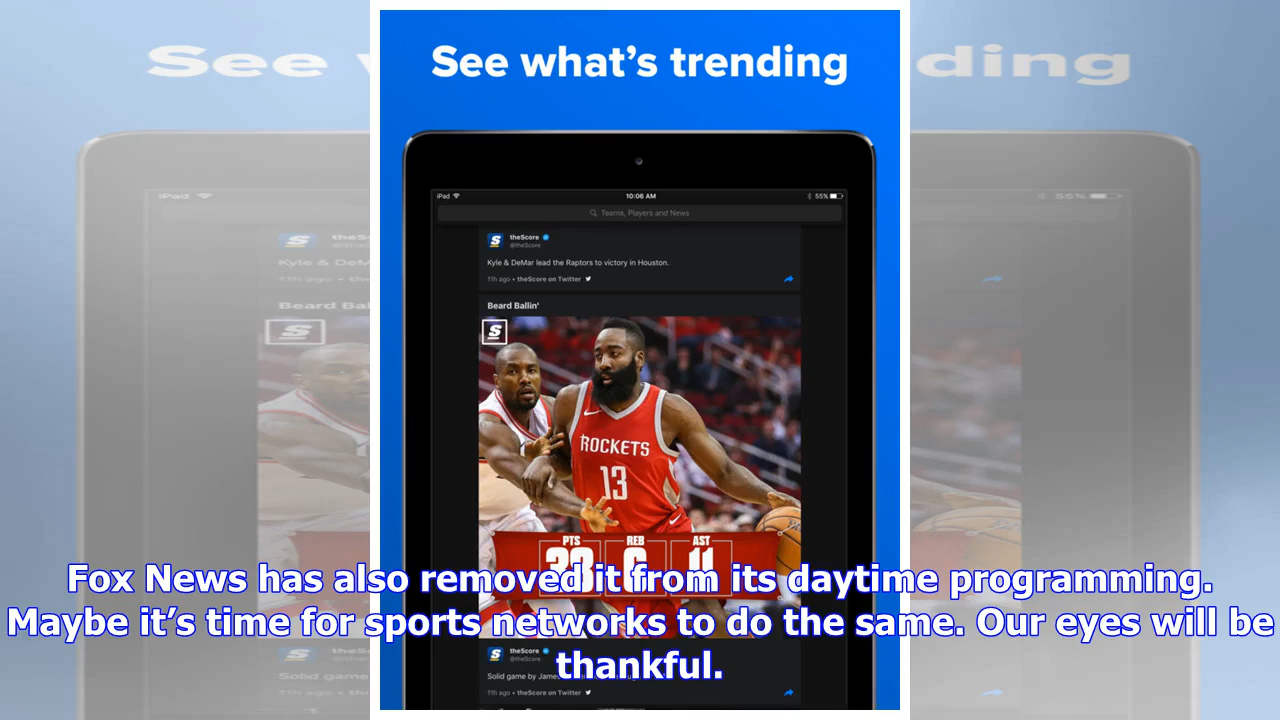 See what's trending
iPad
10:06 AM
55%
Teams, Players and News
theScore
@theScore
Kyle & DeMar lead the Raptors to victory in Houston.
11h ago • theScore on Twitter
Beard Ballin'
ROCKETS
13
PTS REB AST
11
Fox News has also removed it from its daytime programming.
Maybe it’s time for sports networks to do the same. Our eyes will be
thankful.
theScore
@theScore
Solid game by James
11h ago • theScore on Twitter